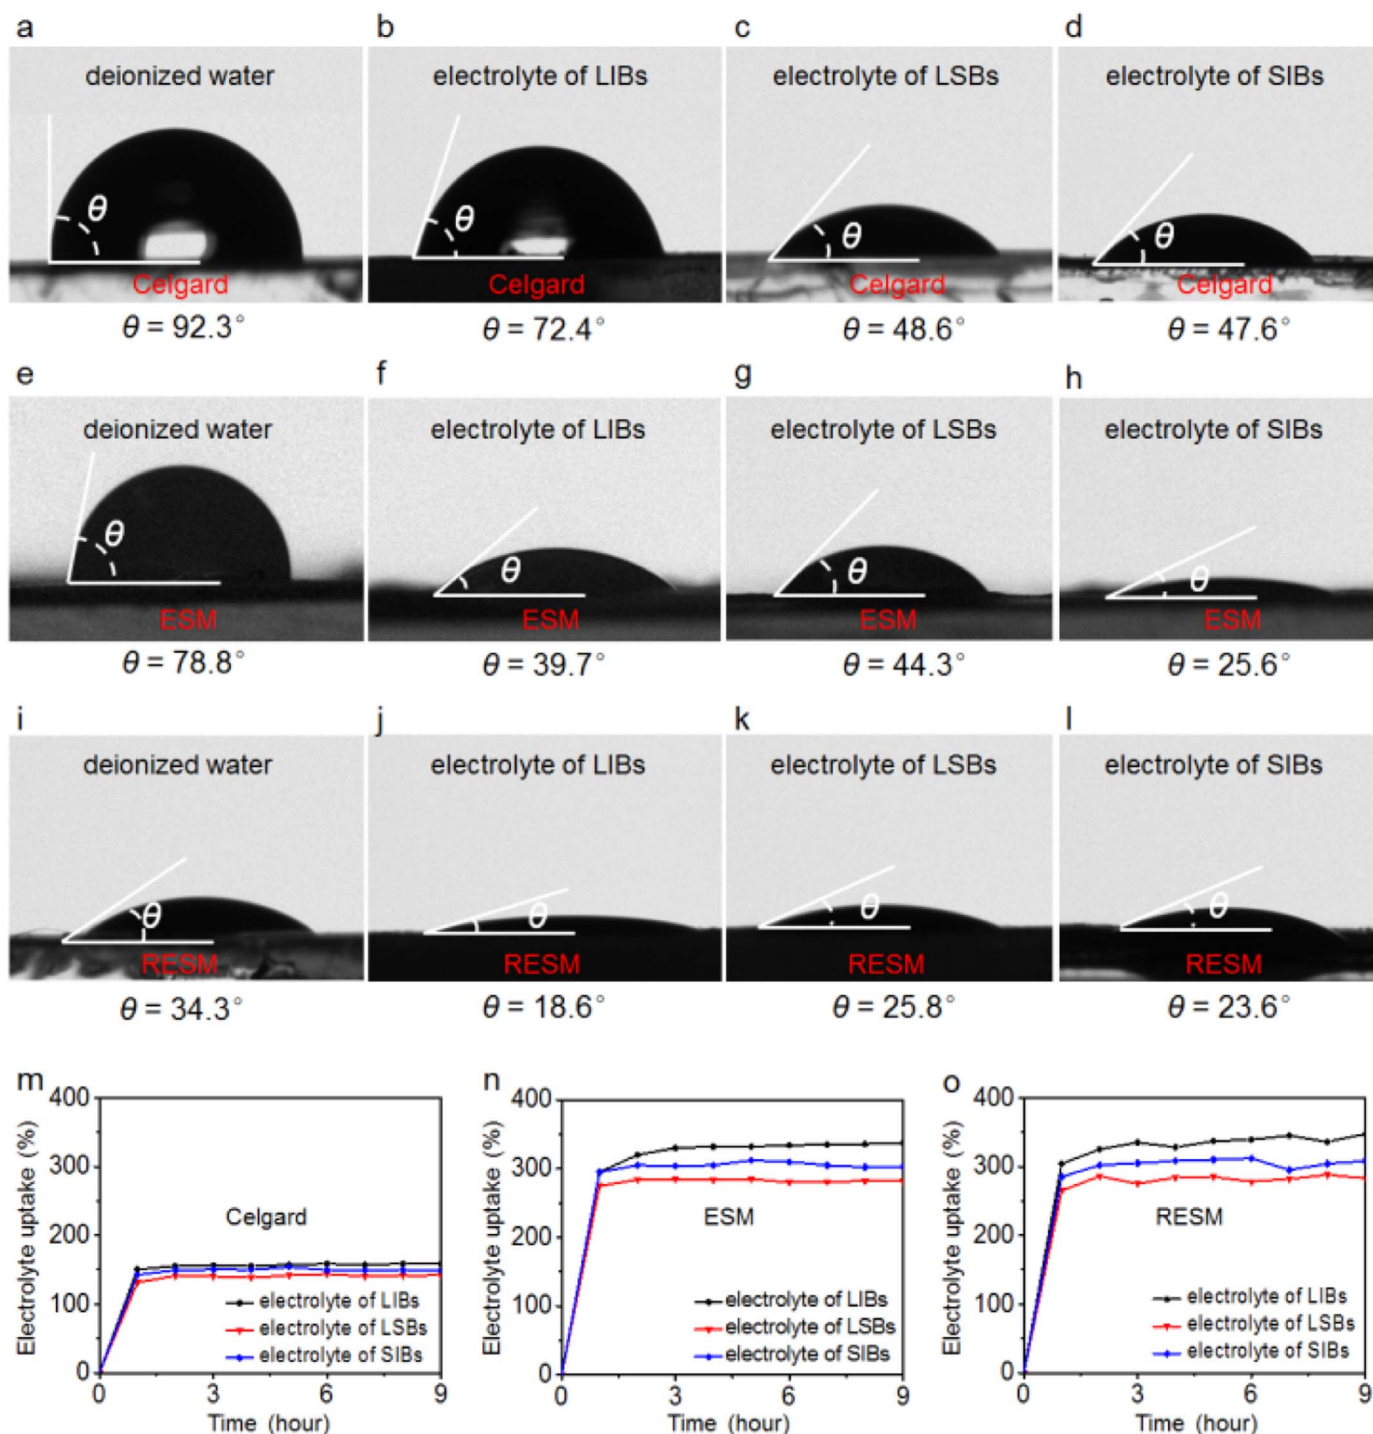 a
b
c
d
deionized water
electrolyte of LIBs
electrolyte of LSBs
electrolyte of SIBs
θ
θ
θ
θ
Celgard
Celgard
Celgard
Celgard
θ = 92.3°
θ = 72.4°
θ = 48.6°
θ = 47.6°
e
f
g
h
deionized water
electrolyte of LIBs
electrolyte of LSBs
electrolyte of SIBs
θ
θ
θ
θ
ESM
ESM
ESM
ESM
θ = 78.8°
θ = 39.7°
θ = 44.3°
θ = 25.6°
i
j
k
l
deionized water
electrolyte of LIBs
electrolyte of LSBs
electrolyte of SIBs
θ
θ
θ
θ
RESM
RESM
RESM
RESM
θ = 34.3°
θ = 18.6°
θ = 25.8°
θ = 23.6°
m
Electrolyte uptake (%)
400
300
200
100
0
Celgard
electrolyte of LIBs
electrolyte of LSBs
electrolyte of SIBs
0 3 6 9
Time (hour)
n
Electrolyte uptake (%)
400
300
200
100
0
ESM
electrolyte of LIBs
electrolyte of LSBs
electrolyte of SIBs
0 3 6 9
Time (hour)
o
Electrolyte uptake (%)
400
300
200
100
0
RESM
electrolyte of LIBs
electrolyte of LSBs
electrolyte of SIBs
0 3 6 9
Time (hour)